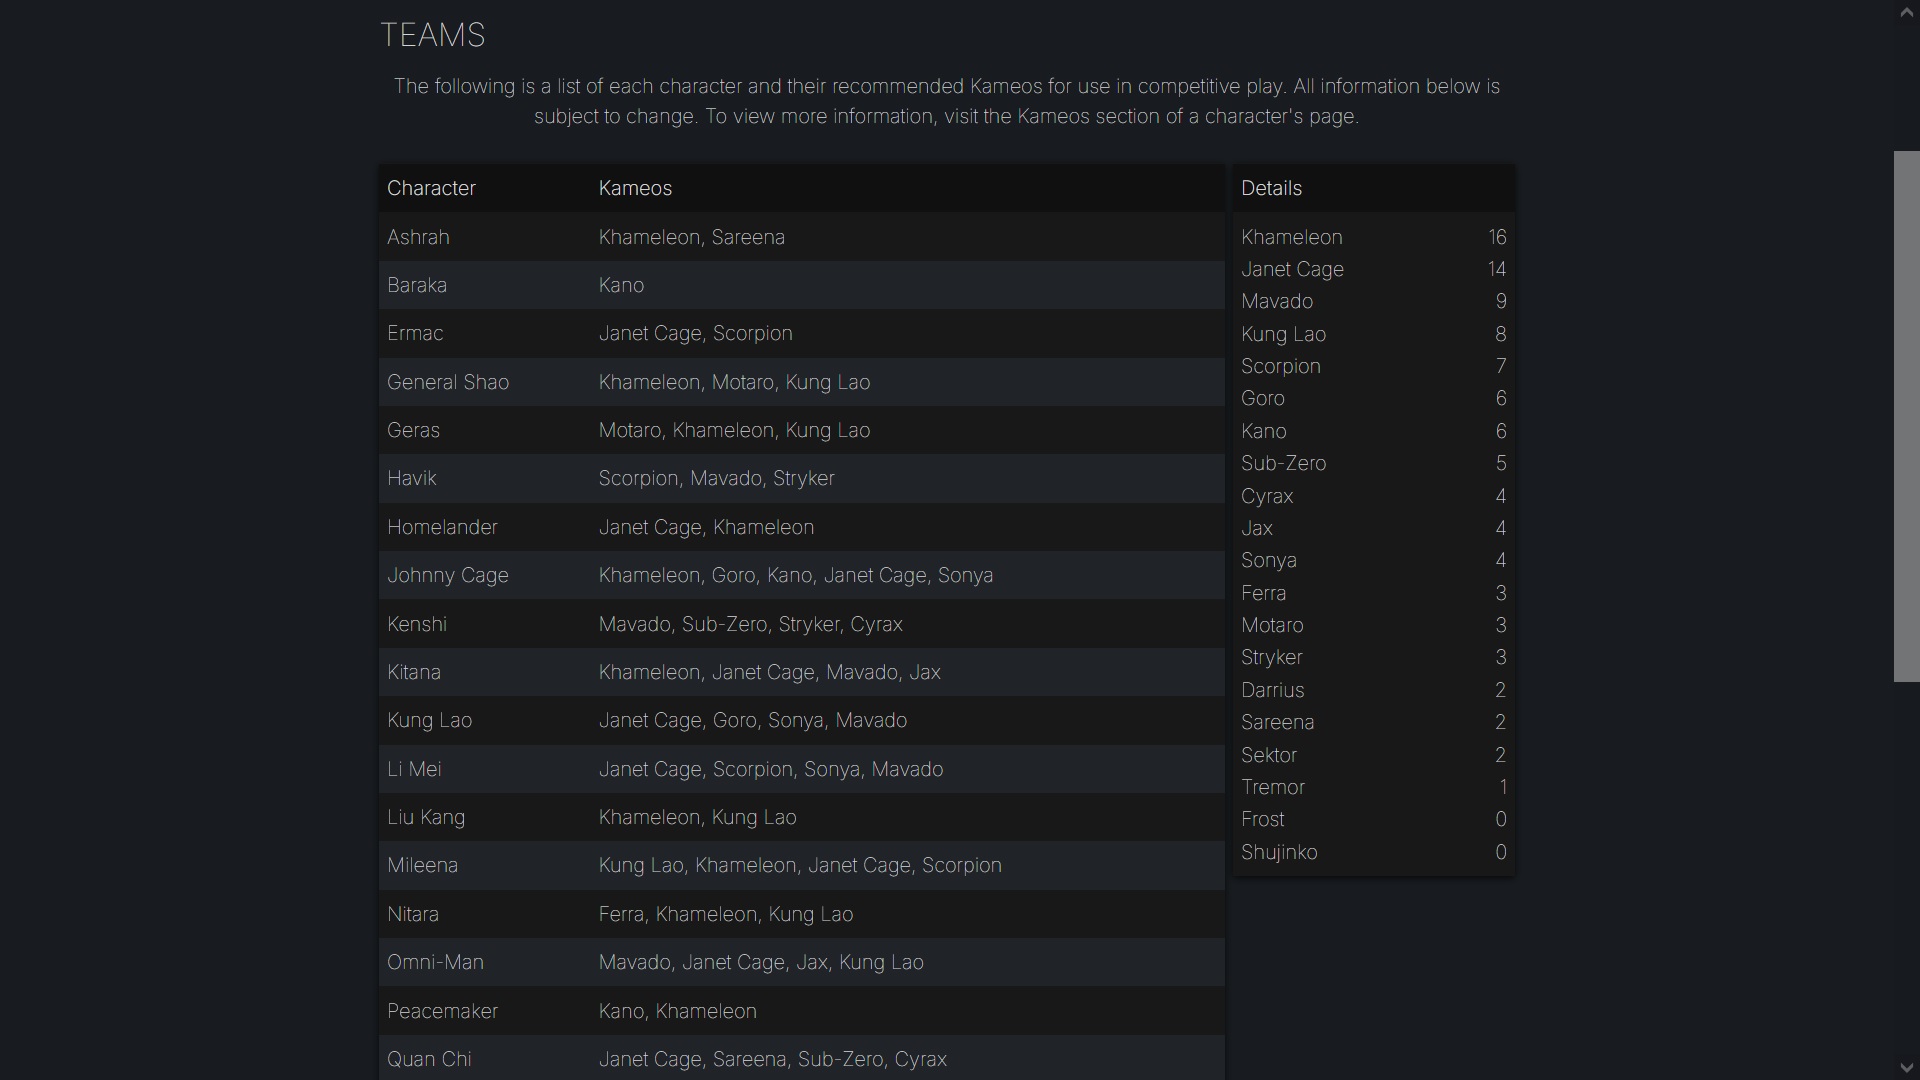 TEAMS
The following is a list of each character and their recommended Kameos for use in competitive play. All information below is
subject to change. To view more information, visit the Kameos section of a character's page.
Character Kameos
Ashrah Khameleon, Sareena
Baraka Kano
Ermac Janet Cage, Scorpion
General Shao Khameleon, Motaro, Kung Lao
Geras Motaro, Khameleon, Kung Lao
Havik Scorpion, Mavado, Stryker
Homelander Janet Cage, Khameleon
Johnny Cage Khameleon, Goro, Kano, Janet Cage, Sonya
Kenshi Mavado, Sub-Zero, Stryker, Cyrax
Kitana Khameleon, Janet Cage, Mavado, Jax
Kung Lao Janet Cage, Goro, Sonya, Mavado
Li Mei Janet Cage, Scorpion, Sonya, Mavado
Liu Kang Khameleon, Kung Lao
Mileena Kung Lao, Khameleon, Janet Cage, Scorpion
Nitara Ferra, Khameleon, Kung Lao
Omni-Man Mavado, Janet Cage, Jax, Kung Lao
Peacemaker Kano, Khameleon
Quan Chi Janet Cage, Sareena, Sub-Zero, Cyrax
Details
Khameleon 16
Janet Cage 14
Mavado 9
Kung Lao 8
Scorpion 7
Goro 6
Kano 6
Sub-Zero 5
Cyrax 4
Jax 4
Sonya 4
Ferra 3
Motaro 3
Stryker 3
Darrius 2
Sareena 2
Sektor 2
Tremor 1
Frost 0
Shujinko 0